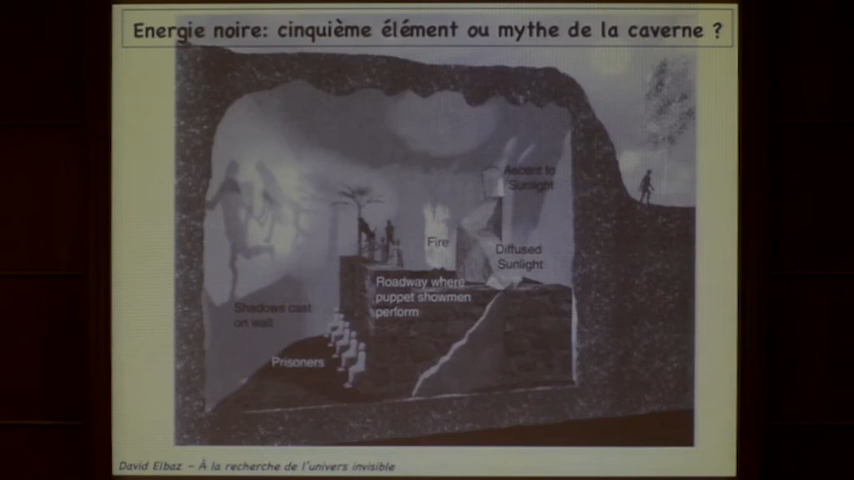 Energie noire: cinquième élément ou mythe de la caverne ?
Ascent to
Sunlight
Fire
Diffused
Sunlight
Roadway where
puppet showmen
perform
Shadows cast
on wall
Prisoners
David Elbaz – À la recherche de l'univers invisible